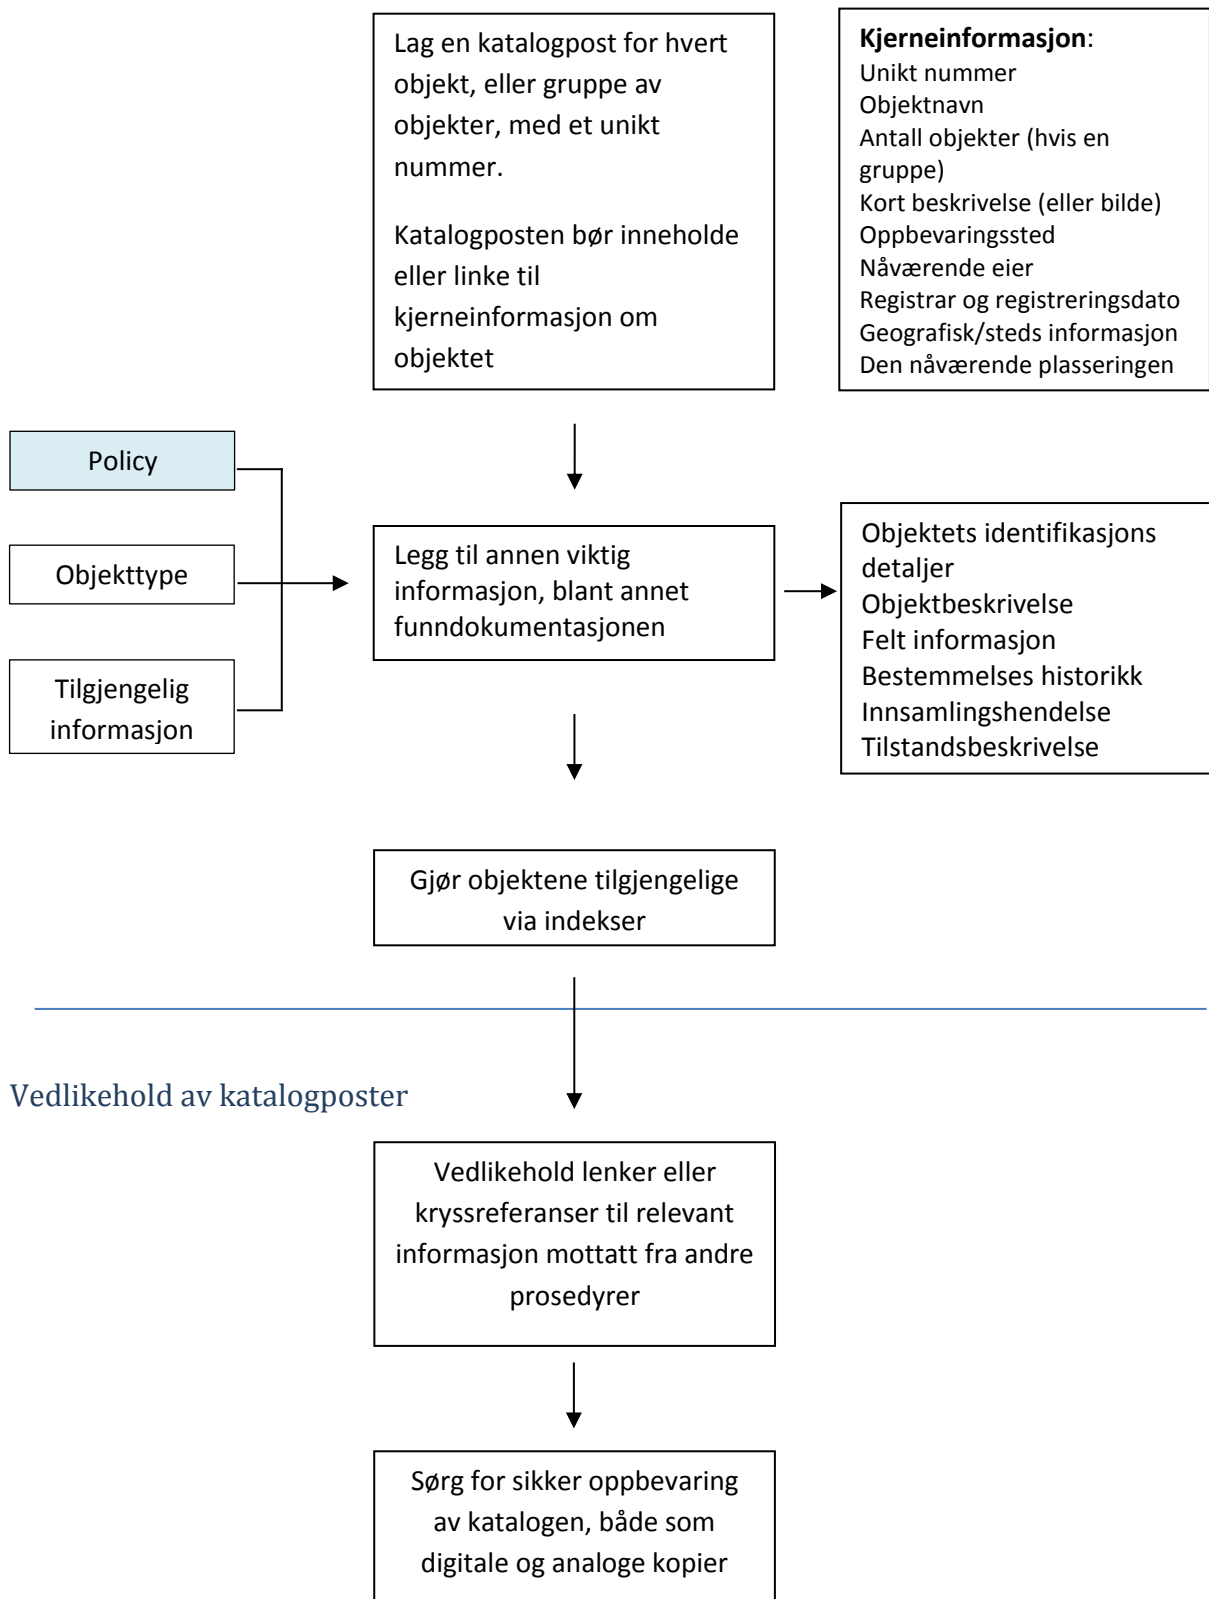 Lag en katalogpost for hvert
objekt, eller gruppe av
objekter, med et unikt
nummer.
Katalogposten bør inneholde
eller linke til
kjerneinformasjon om
objektet
Kjerneinformasjon:
Unikt nummer
Objektnavn
Antall objekter (hvis en
gruppe)
Kort beskrivelse (eller bilde)
Oppbevaringssted
Nåværende eier
Registrar og registreringsdato
Geografisk/steds informasjon
Den nåværende plasseringen
Policy
Objekttype
Tilgjengelig
informasjon
Legg til annen viktig
informasjon, blant annet
funndokumentasjonen
Objektets identifikasjons
detaljer
Objektbeskrivelse
Felt informasjon
Bestemmelses historikk
Innsamlingshendelse
Tilstandsbeskrivelse
Gjør objektene tilgjengelige
via indekser
Vedlikehold av katalogposter
Vedlikehold lenker eller
kryssreferanser til relevant
informasjon mottatt fra andre
prosedyrer
Sørg for sikker oppbevaring
av katalogen, både som
digitale og analoge kopier